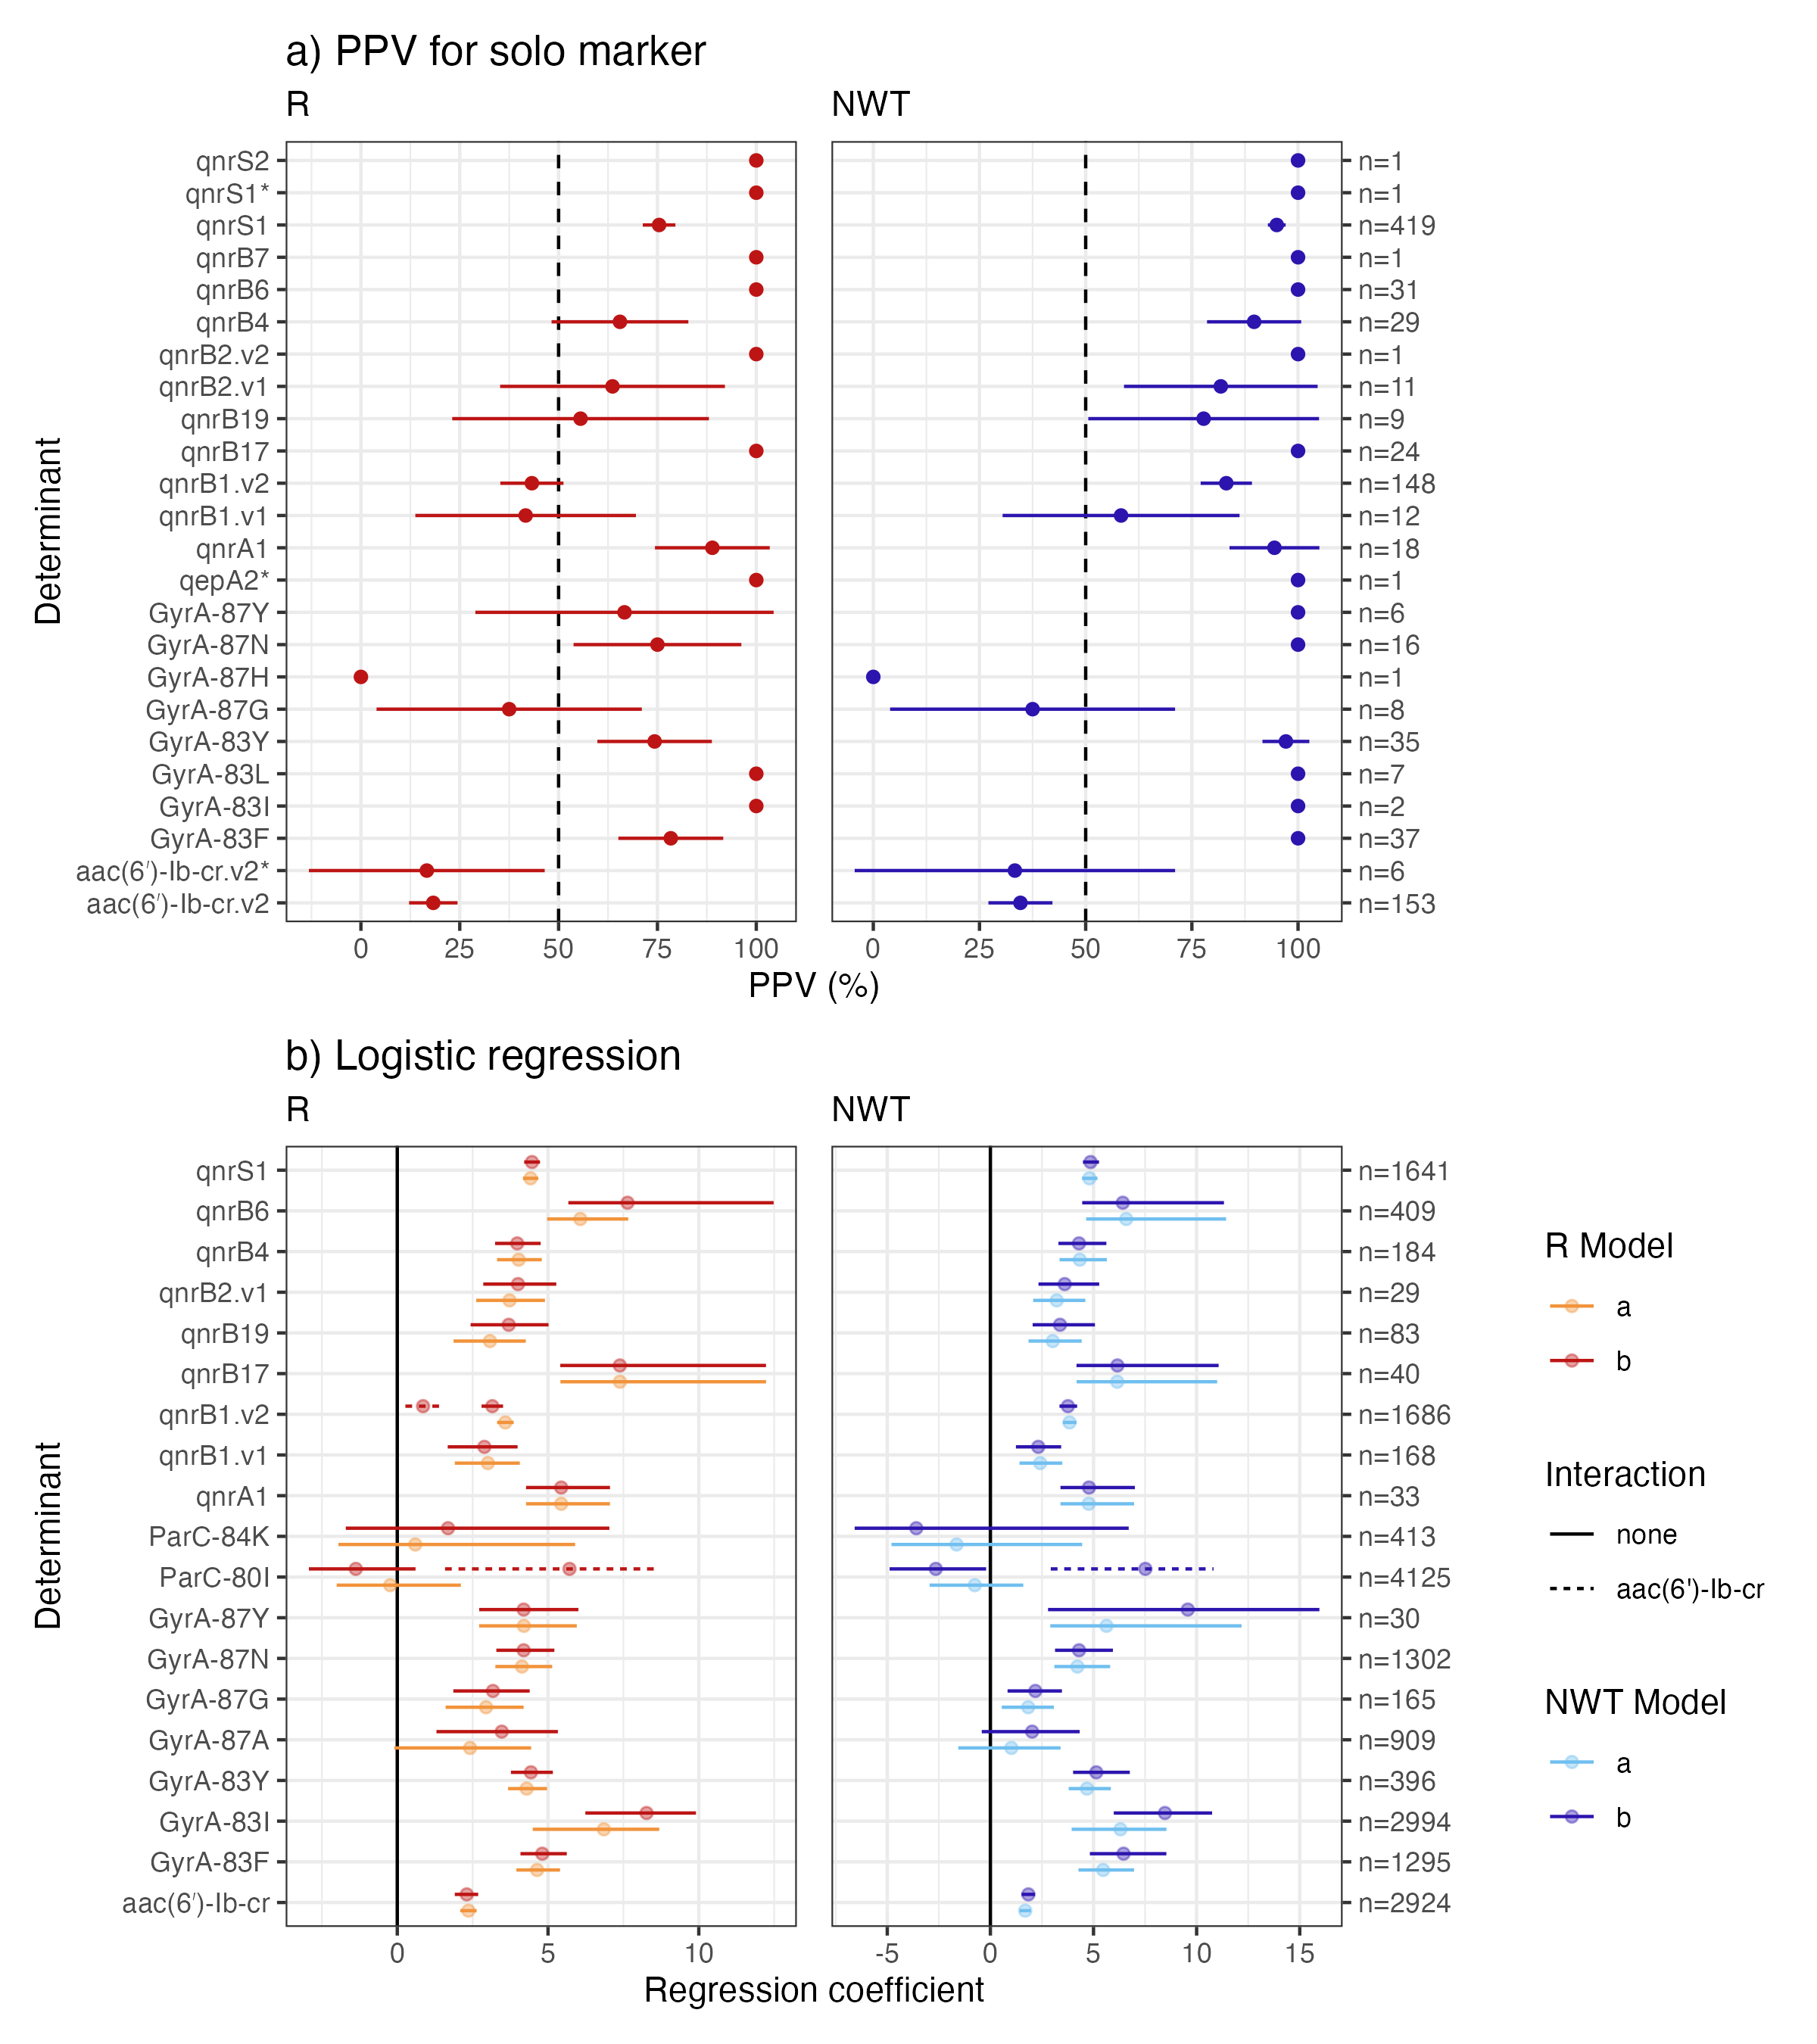 a) PPV for solo marker
R
NWT
Determinant
qnrS2 n=1
qnrS1* n=1
qnrS1 n=419
qnrB7 n=1
qnrB6 n=31
qnrB4 n=29
qnrB2.v2 n=1
qnrB2.v1 n=11
qnrB19 n=9
qnrB17 n=24
qnrB1.v2 n=148
qnrB1.v1 n=12
qnrA1 n=18
qepA2* n=1
GyrA-87Y n=6
GyrA-87N n=16
GyrA-87H n=1
GyrA-87G n=8
GyrA-83Y n=35
GyrA-83L n=7
GyrA-83I n=2
GyrA-83F n=37
aac(6′)-Ib-cr.v2* n=6
aac(6′)-Ib-cr.v2 n=153
0 25 50 75 100 0 25 50 75 100
PPV (%)
b) Logistic regression
R
NWT
Determinant
qnrS1 n=1641
qnrB6 n=409
qnrB4 n=184
qnrB2.v1 n=29
qnrB19 n=83
qnrB17 n=40
qnrB1.v2 n=1686
qnrB1.v1 n=168
qnrA1 n=33
ParC-84K n=413
ParC-80I n=4125
GyrA-87Y n=30
GyrA-87N n=1302
GyrA-87G n=165
GyrA-87A n=909
GyrA-83Y n=396
GyrA-83I n=2994
GyrA-83F n=1295
aac(6′)-Ib-cr n=2924
0 5 10 -5 0 5 10 15
Regression coefficient
R Model
a
b
Interaction
none
aac(6')-Ib-cr
NWT Model
a
b